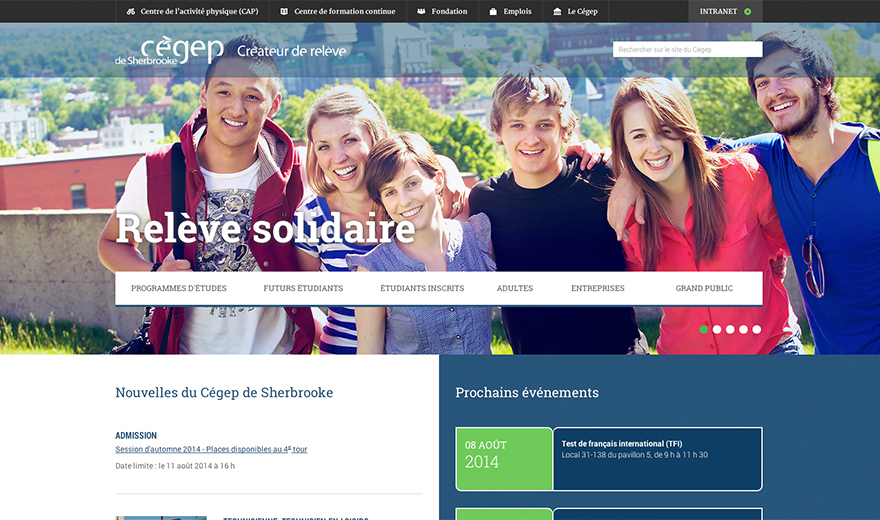 Centre de l'activité physique (CAP)
Centre de formation continue
Fondation
Emplois
Le Cégep
INTRANET
cégep
de Sherbrooke
Créateur de relève
Rechercher sur le site du Cégep
Relève solidaire
PROGRAMMES D'ÉTUDES
FUTURS ÉTUDIANTS
ÉTUDIANTS INSCRITS
ADULTES
ENTREPRISES
GRAND PUBLIC
Nouvelles du Cégep de Sherbrooke
ADMISSION
Session d'automne 2014 - Places disponibles au 4e tour
Date limite : le 11 août 2014 à 16 h
Prochains événements
08 AOÛT
2014
Test de français international (TFI)
Local 31-138 du pavillon 5, de 9 h à 11 h 30